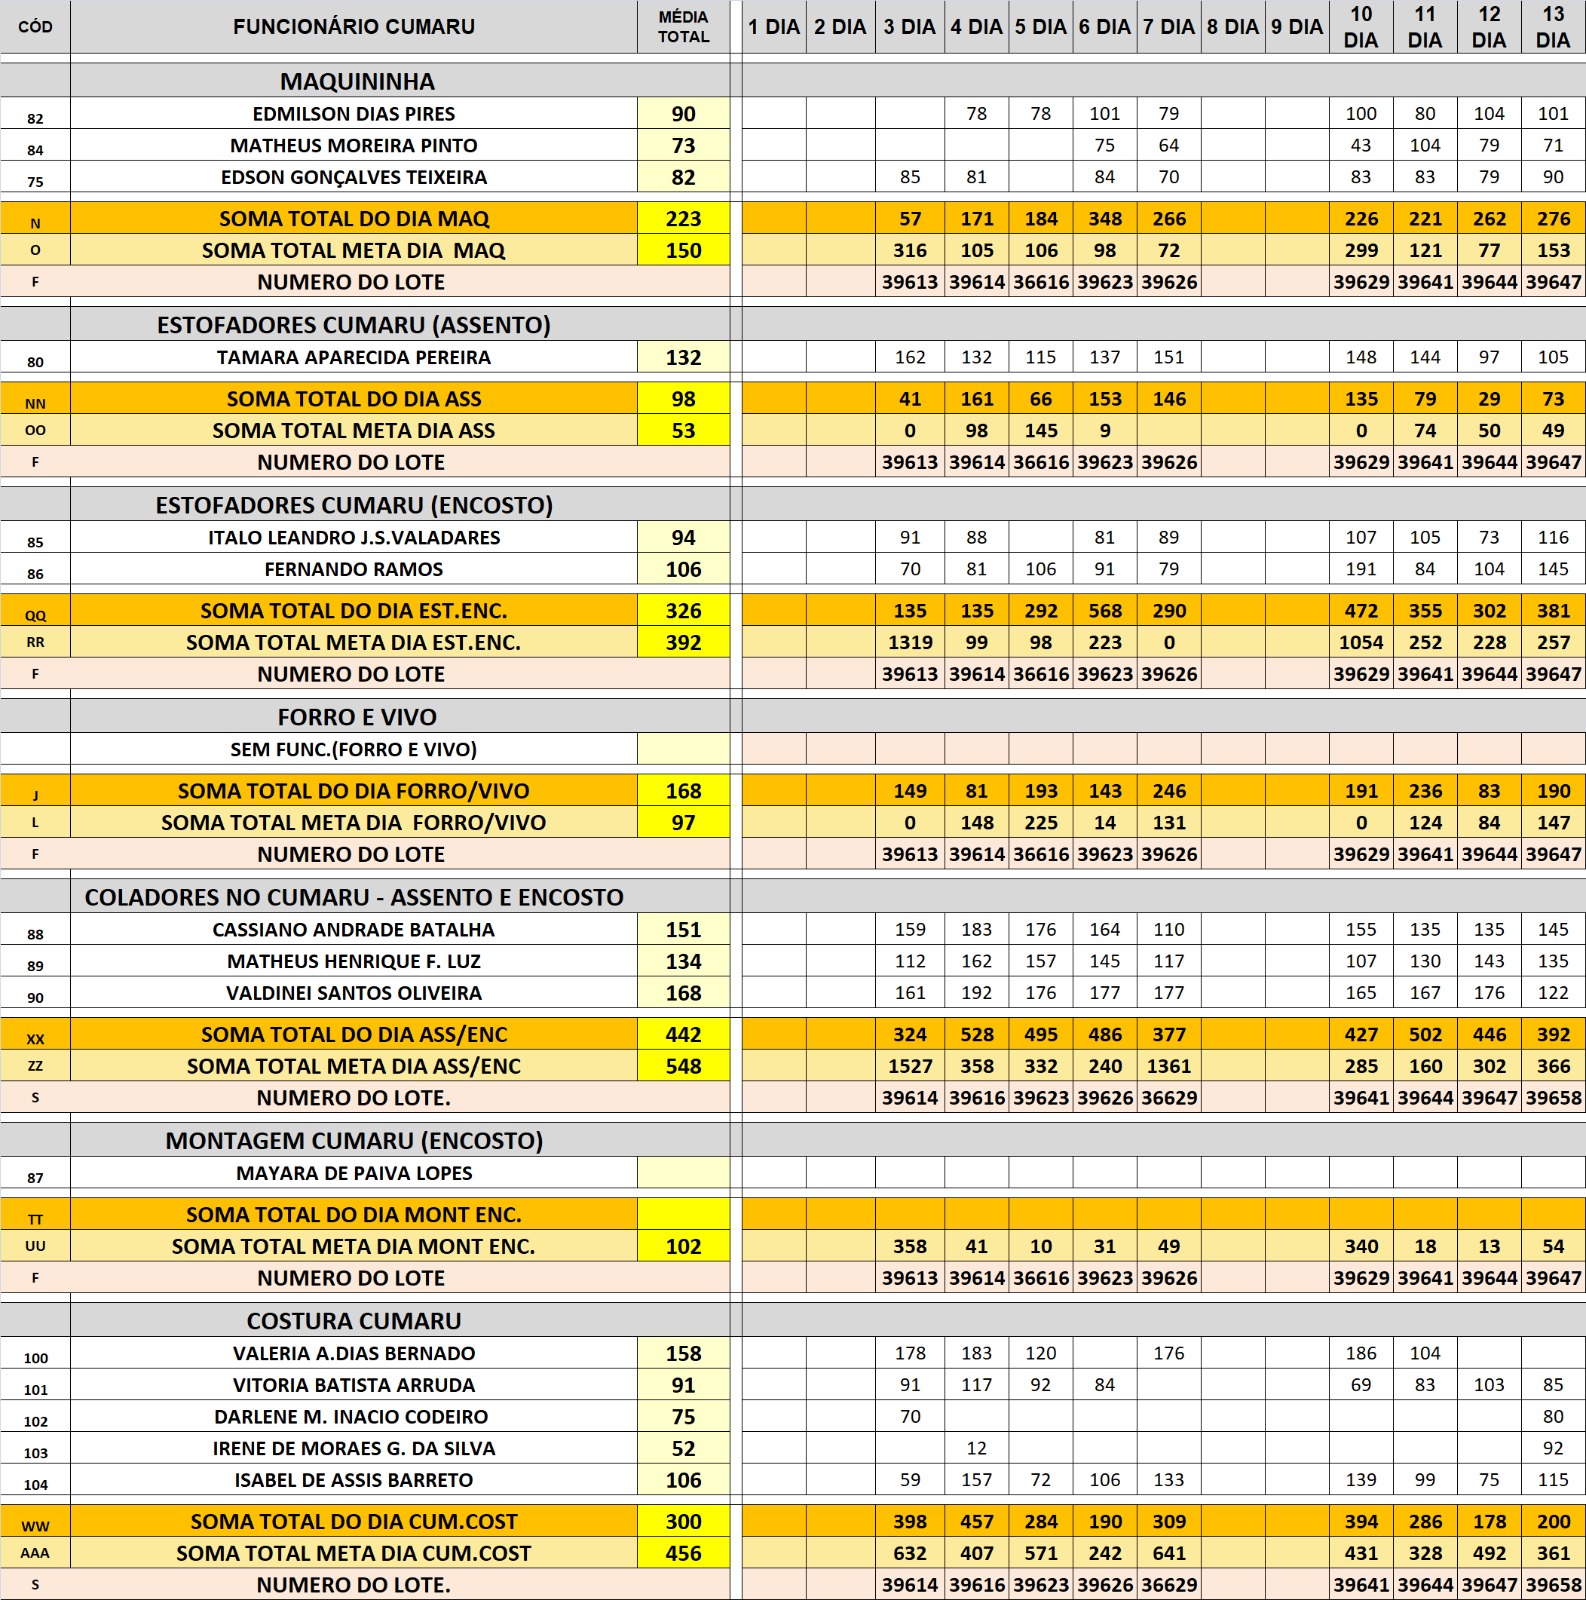 CÓD FUNCIONÁRIO CUMARU MÉDIA TOTAL 1 DIA 2 DIA 3 DIA 4 DIA 5 DIA 6 DIA 7 DIA 8 DIA 9 DIA 10 DIA 11 DIA 12 DIA 13 DIA
MAQUININHA
82 EDMILSON DIAS PIRES 90 78 78 101 79 100 80 104 101
84 MATHEUS MOREIRA PINTO 73 75 64 43 104 79 71
75 EDSON GONÇALVES TEIXEIRA 82 85 81 84 70 83 83 79 90
N SOMA TOTAL DO DIA MAQ 223 57 171 184 348 266 226 221 262 276
O SOMA TOTAL META DIA MAQ 150 316 105 106 98 72 299 121 77 153
F NUMERO DO LOTE 39613 39614 36616 39623 39626 39629 39641 39644 39647
ESTOFADORES CUMARU (ASSENTO)
80 TAMARA APARECIDA PEREIRA 132 162 132 115 137 151 148 144 97 105
NN SOMA TOTAL DO DIA ASS 98 41 161 66 153 146 135 79 29 73
OO SOMA TOTAL META DIA ASS 53 0 98 145 9 0 74 50 49
F NUMERO DO LOTE 39613 39614 36616 39623 39626 39629 39641 39644 39647
ESTOFADORES CUMARU (ENCOSTO)
85 ITALO LEANDRO J.S.VALADARES 94 91 88 81 89 107 105 73 116
86 FERNANDO RAMOS 106 70 81 106 91 79 191 84 104 145
QQ SOMA TOTAL DO DIA EST.ENC. 326 135 135 292 568 290 472 355 302 381
RR SOMA TOTAL META DIA EST.ENC. 392 1319 99 98 223 0 1054 252 228 257
F NUMERO DO LOTE 39613 39614 36616 39623 39626 39629 39641 39644 39647
FORRO E VIVO
SEM FUNC.(FORRO E VIVO)
J SOMA TOTAL DO DIA FORRO/VIVO 168 149 81 193 143 246 191 236 83 190
L SOMA TOTAL META DIA FORRO/VIVO 97 0 148 225 14 131 0 124 84 147
F NUMERO DO LOTE 39613 39614 36616 39623 39626 39629 39641 39644 39647
COLADORES NO CUMARU - ASSENTO E ENCOSTO
88 CASSIANO ANDRADE BATALHA 151 159 183 176 164 110 155 135 135 145
89 MATHEUS HENRIQUE F. LUZ 134 112 162 157 145 117 107 130 143 135
90 VALDINEI SANTOS OLIVEIRA 168 161 192 176 177 177 165 167 176 122
XX SOMA TOTAL DO DIA ASS/ENC 442 324 528 495 486 377 427 502 446 392
ZZ SOMA TOTAL META DIA ASS/ENC 548 1527 358 332 240 1361 285 160 302 366
S NUMERO DO LOTE. 39614 39616 39623 39626 36629 39641 39644 39647 39658
MONTAGEM CUMARU (ENCOSTO)
87 MAYARA DE PAIVA LOPES
TT SOMA TOTAL DO DIA MONT ENC.
UU SOMA TOTAL META DIA MONT ENC. 102 358 41 10 31 49 340 18 13 54
F NUMERO DO LOTE 39613 39614 36616 39623 39626 39629 39641 39644 39647
COSTURA CUMARU
100 VALERIA A.DIAS BERNADO 158 178 183 120 176 186 104
101 VITORIA BATISTA ARRUDA 91 91 117 92 84 69 83 103 85
102 DARLENE M. INACIO CODEIRO 75 70 80
103 IRENE DE MORAES G. DA SILVA 52 12 92
104 ISABEL DE ASSIS BARRETO 106 59 157 72 106 133 139 99 75 115
WW SOMA TOTAL DO DIA CUM.COST 300 398 457 284 190 309 394 286 178 200
AAA SOMA TOTAL META DIA CUM.COST 456 632 407 571 242 641 431 328 492 361
S NUMERO DO LOTE. 39614 39616 39623 39626 36629 39641 39644 39647 39658